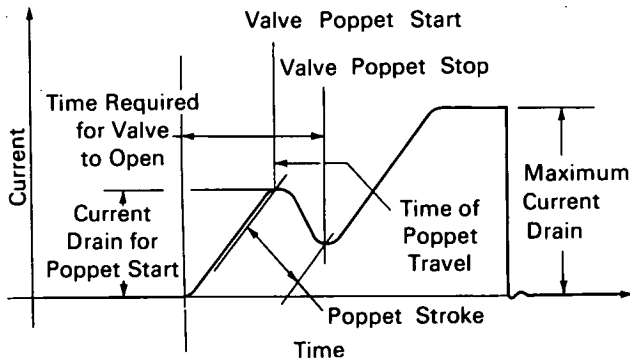 Valve Poppet Start
Valve Poppet Stop
Time Required
for Valve
to Open
Current
Current
Drain for
Poppet Start
Time of
Poppet
Travel
Maximum
Current
Drain
Poppet Stroke
Time